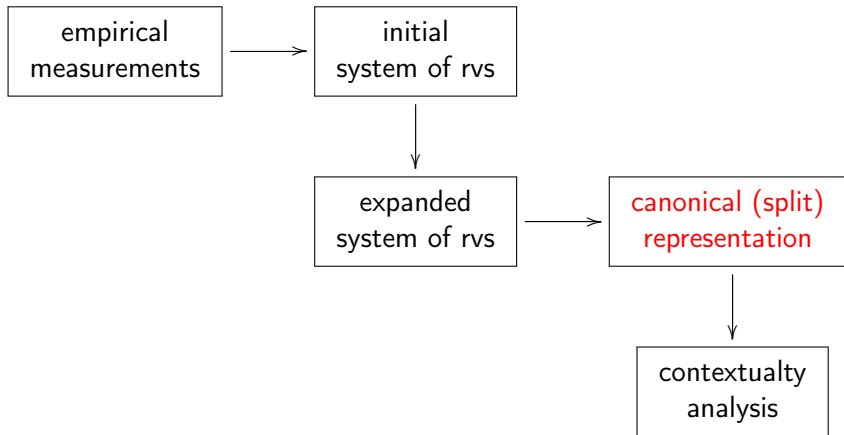 empirical
measurements
initial
system of rvs
expanded
system of rvs
canonical (split)
representation
contextualty
analysis